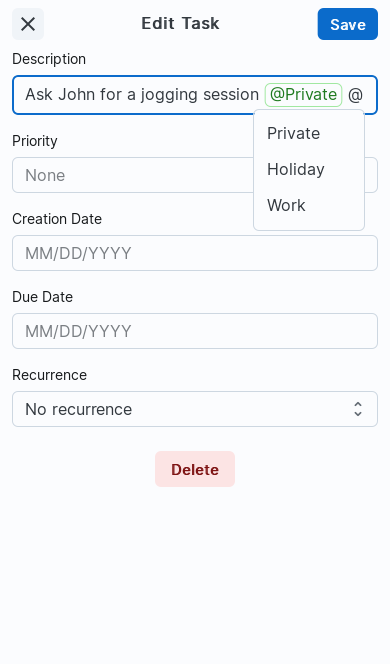 Edit Task
Save
Description
Ask John for a jogging session @Private @
Private
Holiday
Work
Priority
None
Creation Date
MM/DD/YYYY
Due Date
MM/DD/YYYY
Recurrence
No recurrence
Delete